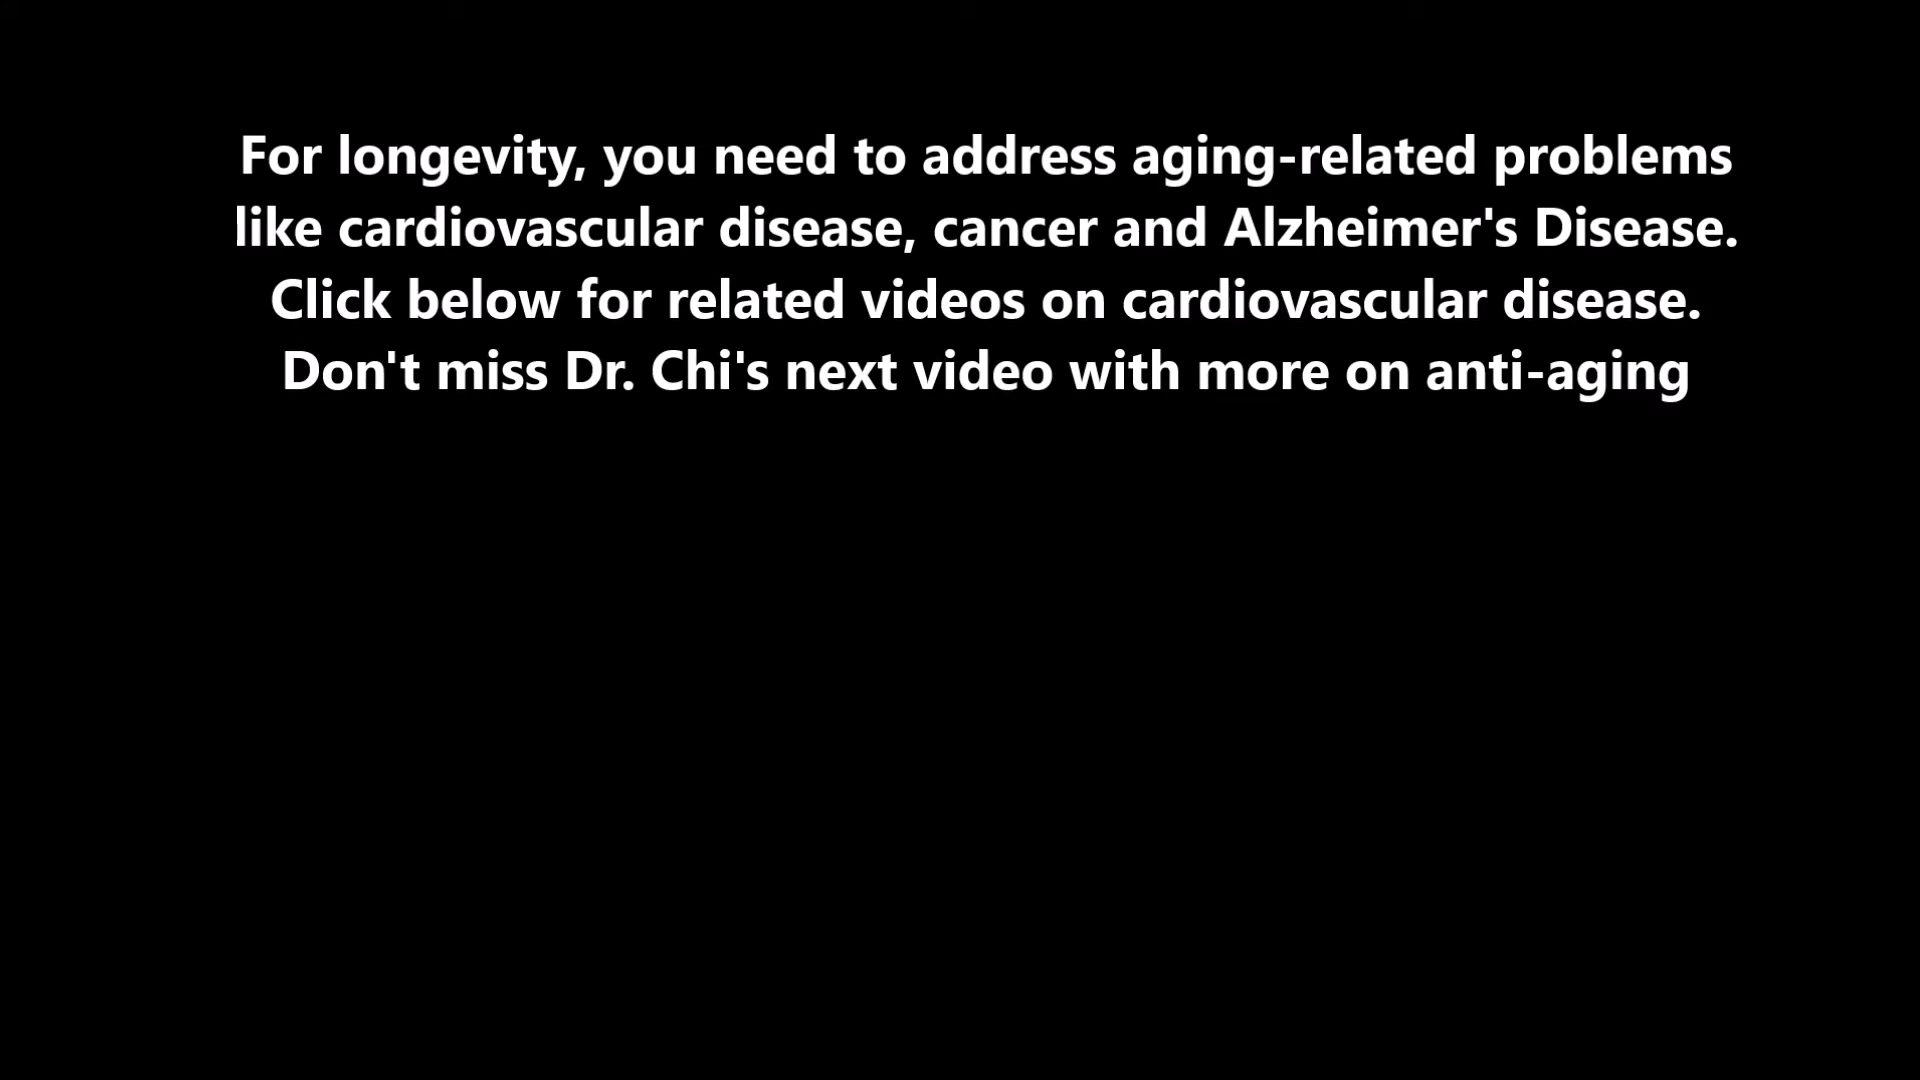 For longevity, you need to address aging-related problems
like cardiovascular disease, cancer and Alzheimer's Disease.
Click below for related videos on cardiovascular disease.
Don't miss Dr. Chi's next video with more on anti-aging